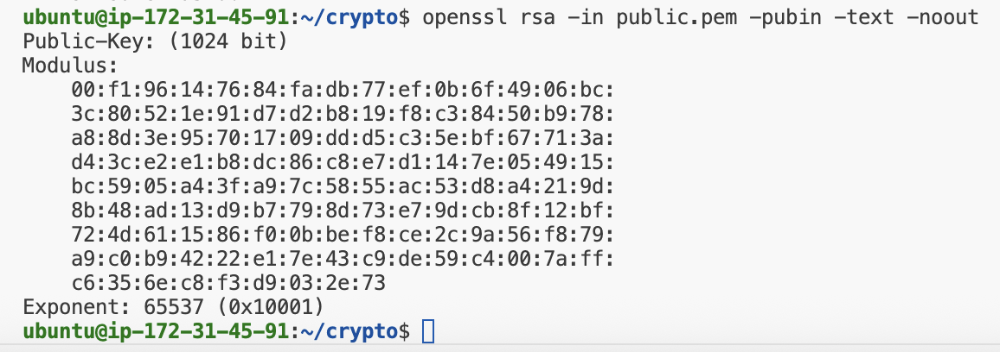 ubuntu@ip-172-31-45-91:~/crypto$ openssl rsa -in public.pem -pubin -text -noout
Public-Key: (1024 bit)
Modulus:
    00:f1:96:14:76:84:fa:db:77:ef:0b:6f:49:06:bc:
    3c:80:52:1e:91:d7:d2:b8:19:f8:c3:84:50:b9:78:
    a8:8d:3e:95:70:17:09:dd:d5:c3:5e:bf:67:71:3a:
    d4:3c:e2:e1:b8:dc:86:c8:e7:d1:14:7e:05:49:15:
    bc:59:05:a4:3f:a9:7c:58:55:ac:53:d8:a4:21:9d:
    8b:48:ad:13:d9:b7:79:8d:73:e7:9d:cb:8f:12:bf:
    72:4d:61:15:86:f0:0b:be:f8:ce:2c:9a:56:f8:79:
    a9:c0:b9:42:22:e1:7e:43:c9:de:59:c4:00:7a:ff:
    c6:35:6e:c8:f3:d9:03:2e:73
Exponent: 65537 (0x10001)
ubuntu@ip-172-31-45-91:~/crypto$